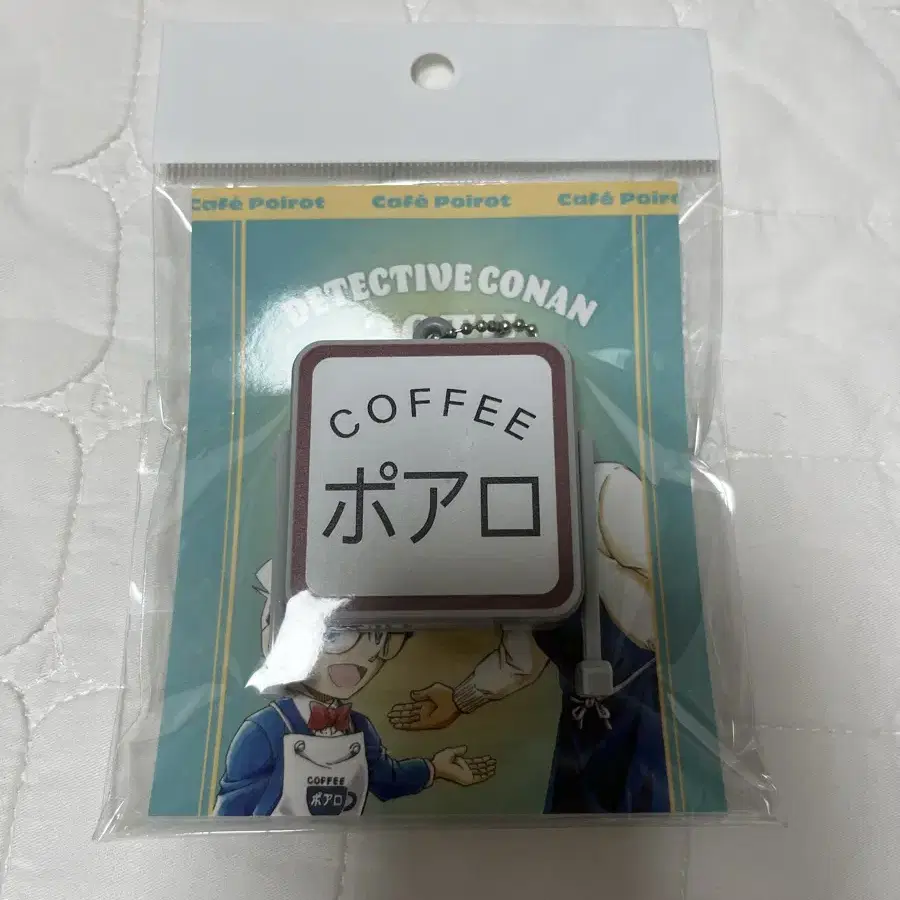 Café Poirot Café Poirot Café Poirot
DETECTIVE CONAN
COFFEE
ポアロ
COFFEE
ポアロ